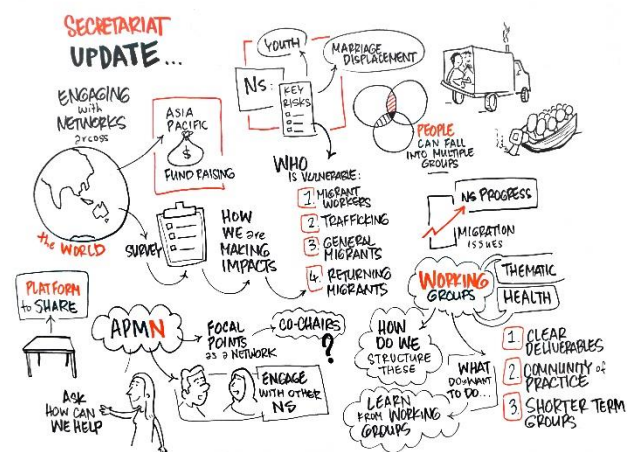 SECRETARIAT
UPDATE...
ENGAGING
with
NETWORKS
across
the WORLD
ASIA
PACIFIC
$
FUND RAISING
SURVEY
HOW
WE are
MAKING
IMPACTS
YOUTH
MARRIAGE
DISPLACEMENT
NS:
KEY
RISKS
WHO
IS VULNERABLE:
1. MIGRANT
WORKERS
2. TRAFFICKING
3. GENERAL
MIGRANTS
4. RETURNING
MIGRANTS
PEOPLE
CAN FALL
INTO MULTIPLE
GROUPS
NS PROGRESS
MIGRATION
ISSUES
PLATFORM
to SHARE
APMN
FOCAL
POINTS
as a NETWORK
CO-CHAIRS
?
ENGAGE
WITH OTHER
NS
ASK
HOW CAN
WE HELP
WORKING
GROUPS
THEMATIC
HEALTH
HOW
DO WE
STRUCTURE
THESE
WHAT
DO WE WANT
TO DO...
LEARN
FROM WORKING
GROUPS
1. CLEAR
DELIVERABLES
2. COMMUNITY of
PRACTICE
3. SHORTER TERM
GROUPS